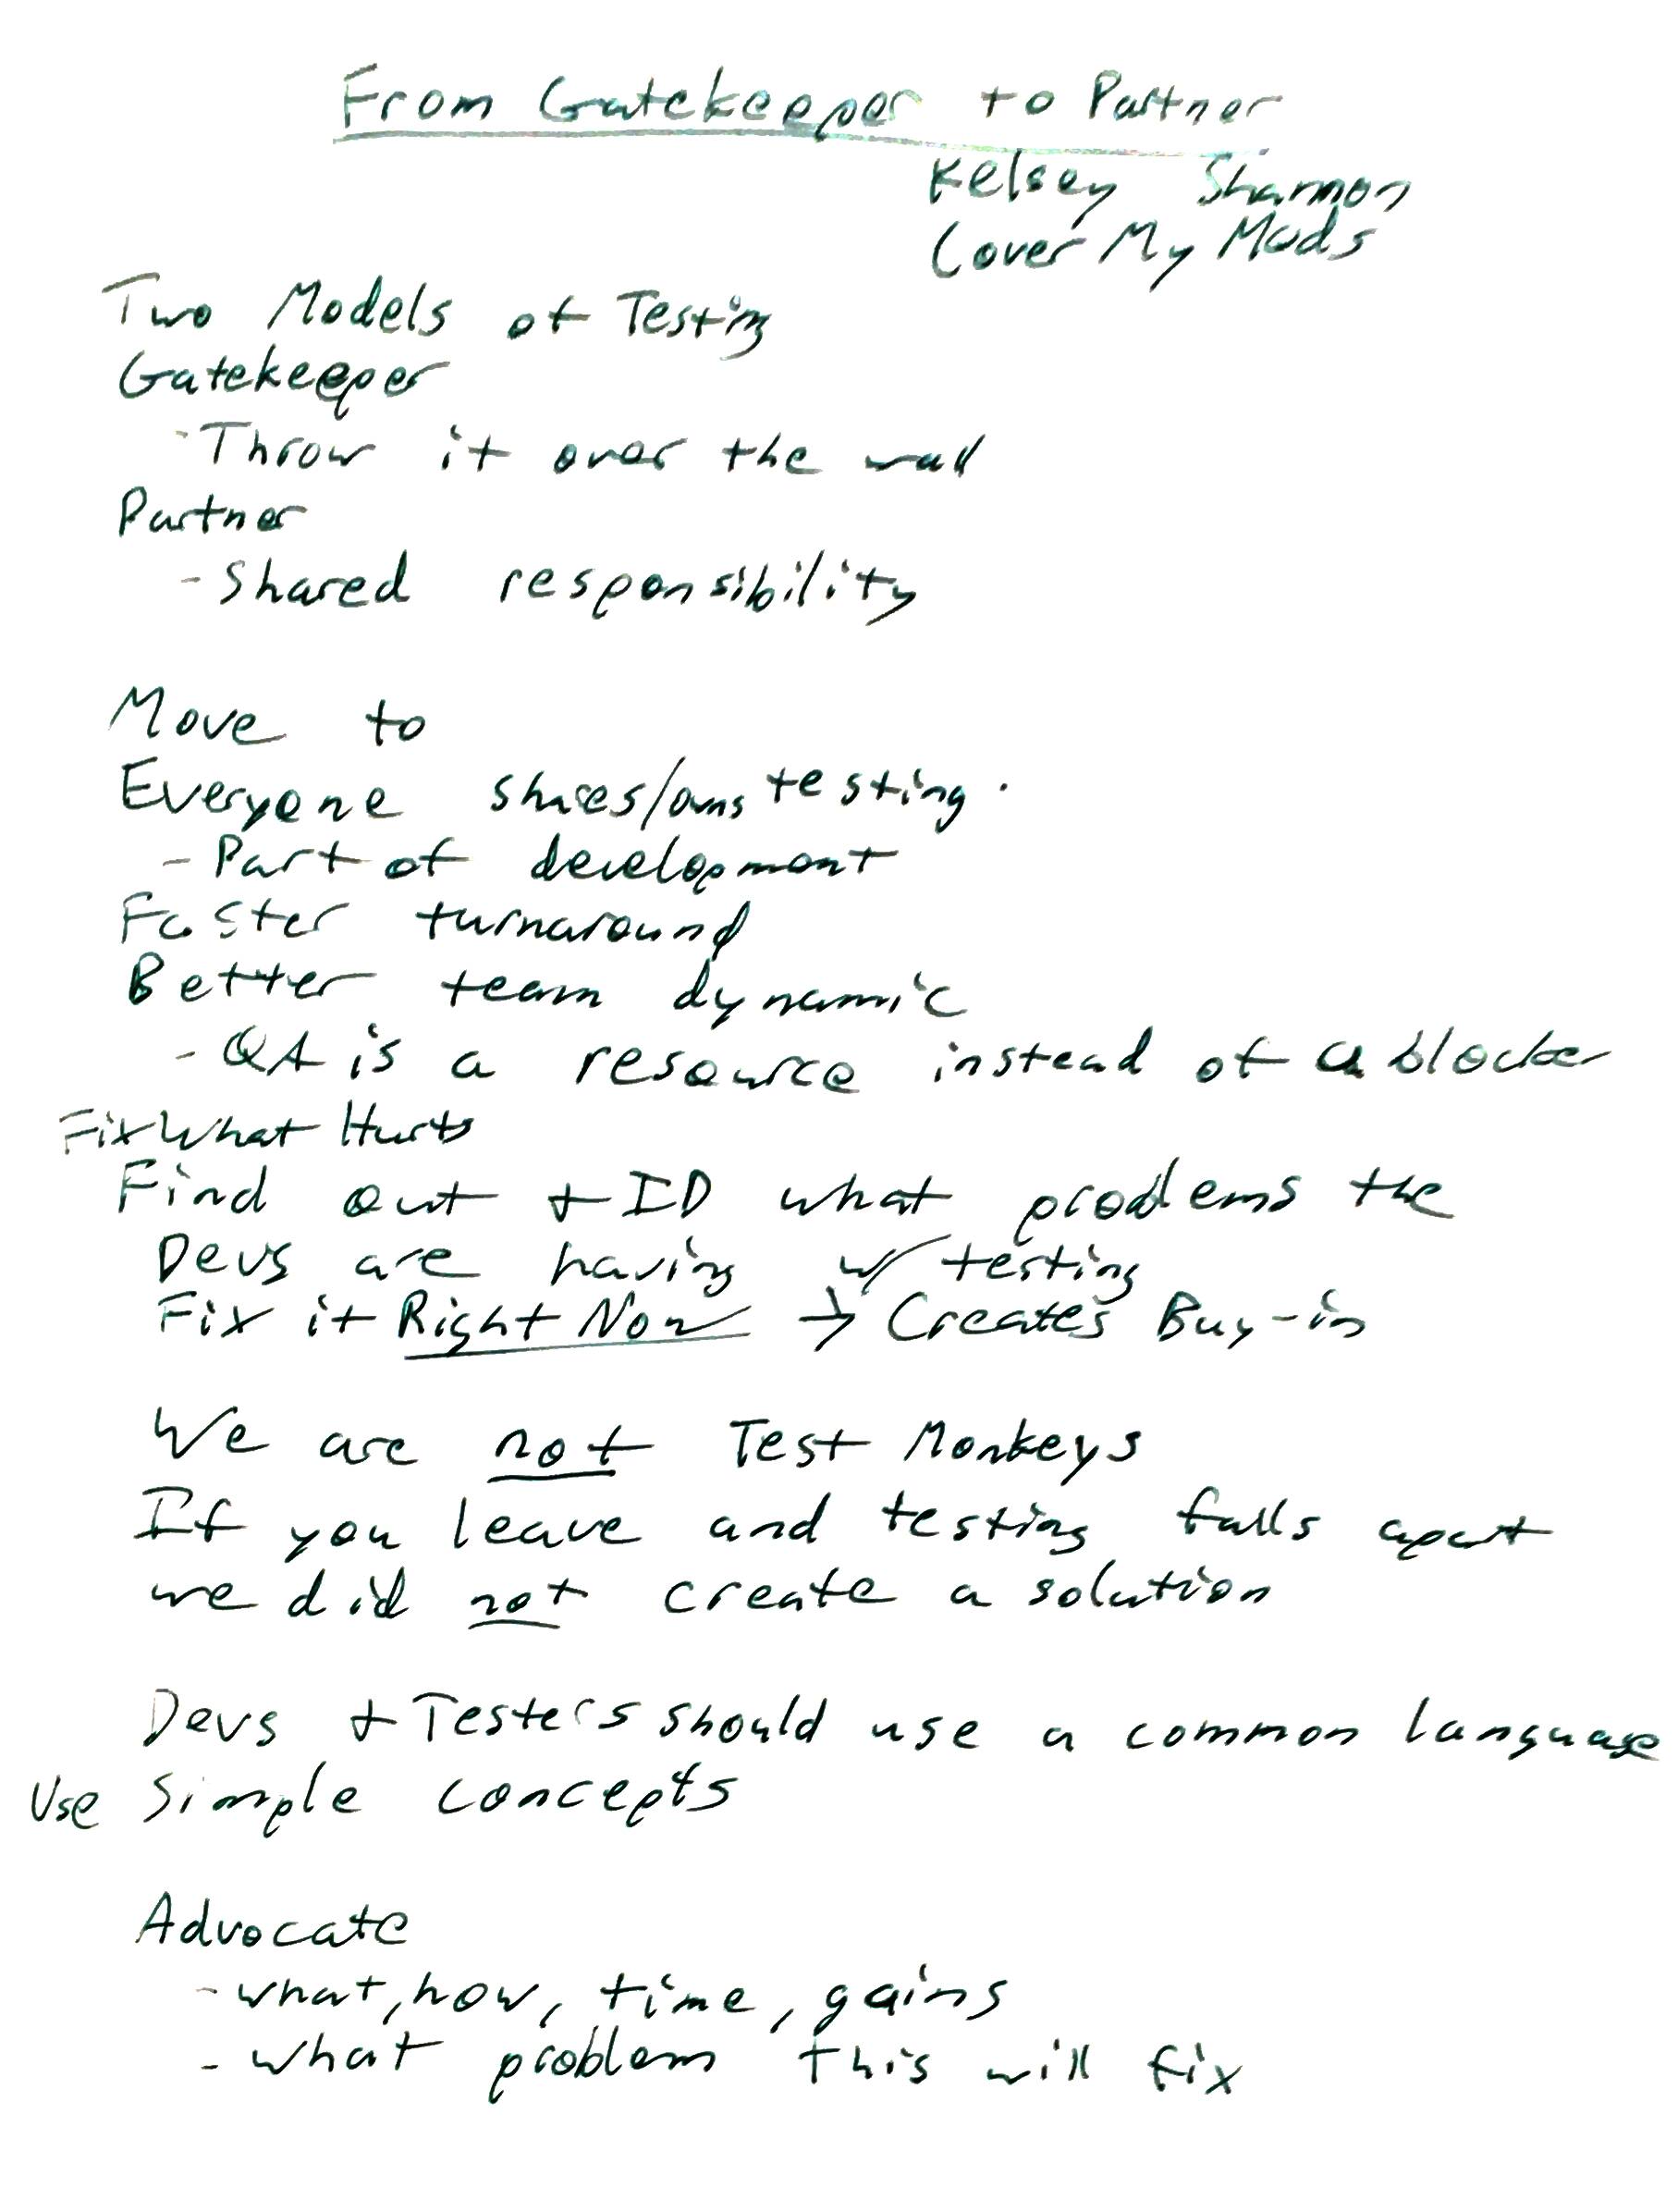 From Gatekeeper to Partner
Kelsey Shannon
Cover My Meds
Two Models of Testing
Gatekeeper
- Throw it over the wall
Partner
- Shared responsibility
Move to
Everyone shares/owns testing.
- Part of development
Faster turnaround
Better team dynamic
- QA is a resource instead of a blocker
Fix What Hurts
Find out + ID what problems the
Devs are having w/ testing
Fix it Right Now → Creates Buy-in
We are not Test Monkeys
If you leave and testing falls apart
we did not create a solution
Devs + Testers should use a common language
Use Simple concepts
Advocate
- what, how, time, gains
- what problem this will fix